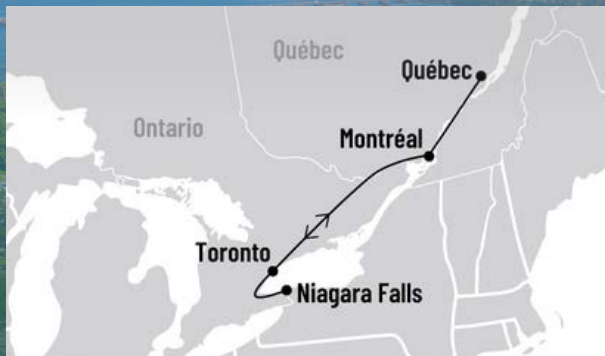 Québec
Québec
Ontario
Montréal
Toronto
Niagara Falls